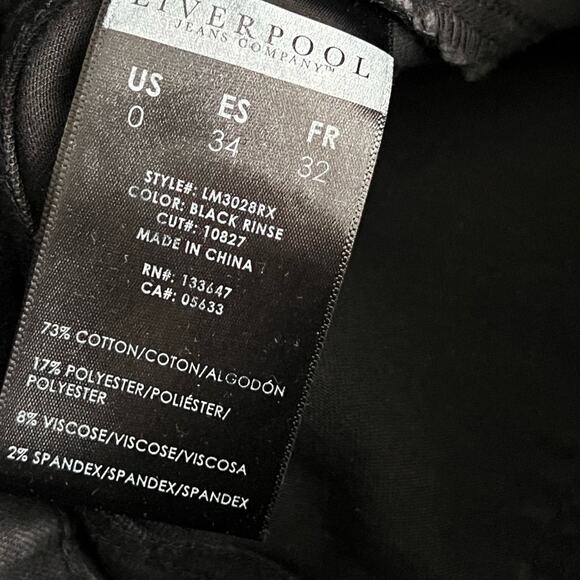 LIVERPOOL
JEANS COMPANY™
US ES FR
0 34 32
STYLE#: LM3028RX
COLOR: BLACK RINSE
CUT#: 10827
MADE IN CHINA
RN#: 133647
CA#: 05633
73% COTTON/COTON/ALGODÓN
17% POLYESTER/POLIÉSTER/
POLYESTER
8% VISCOSE/VISCOSE/VISCOSA
2% SPANDEX/SPANDEX/SPANDEX